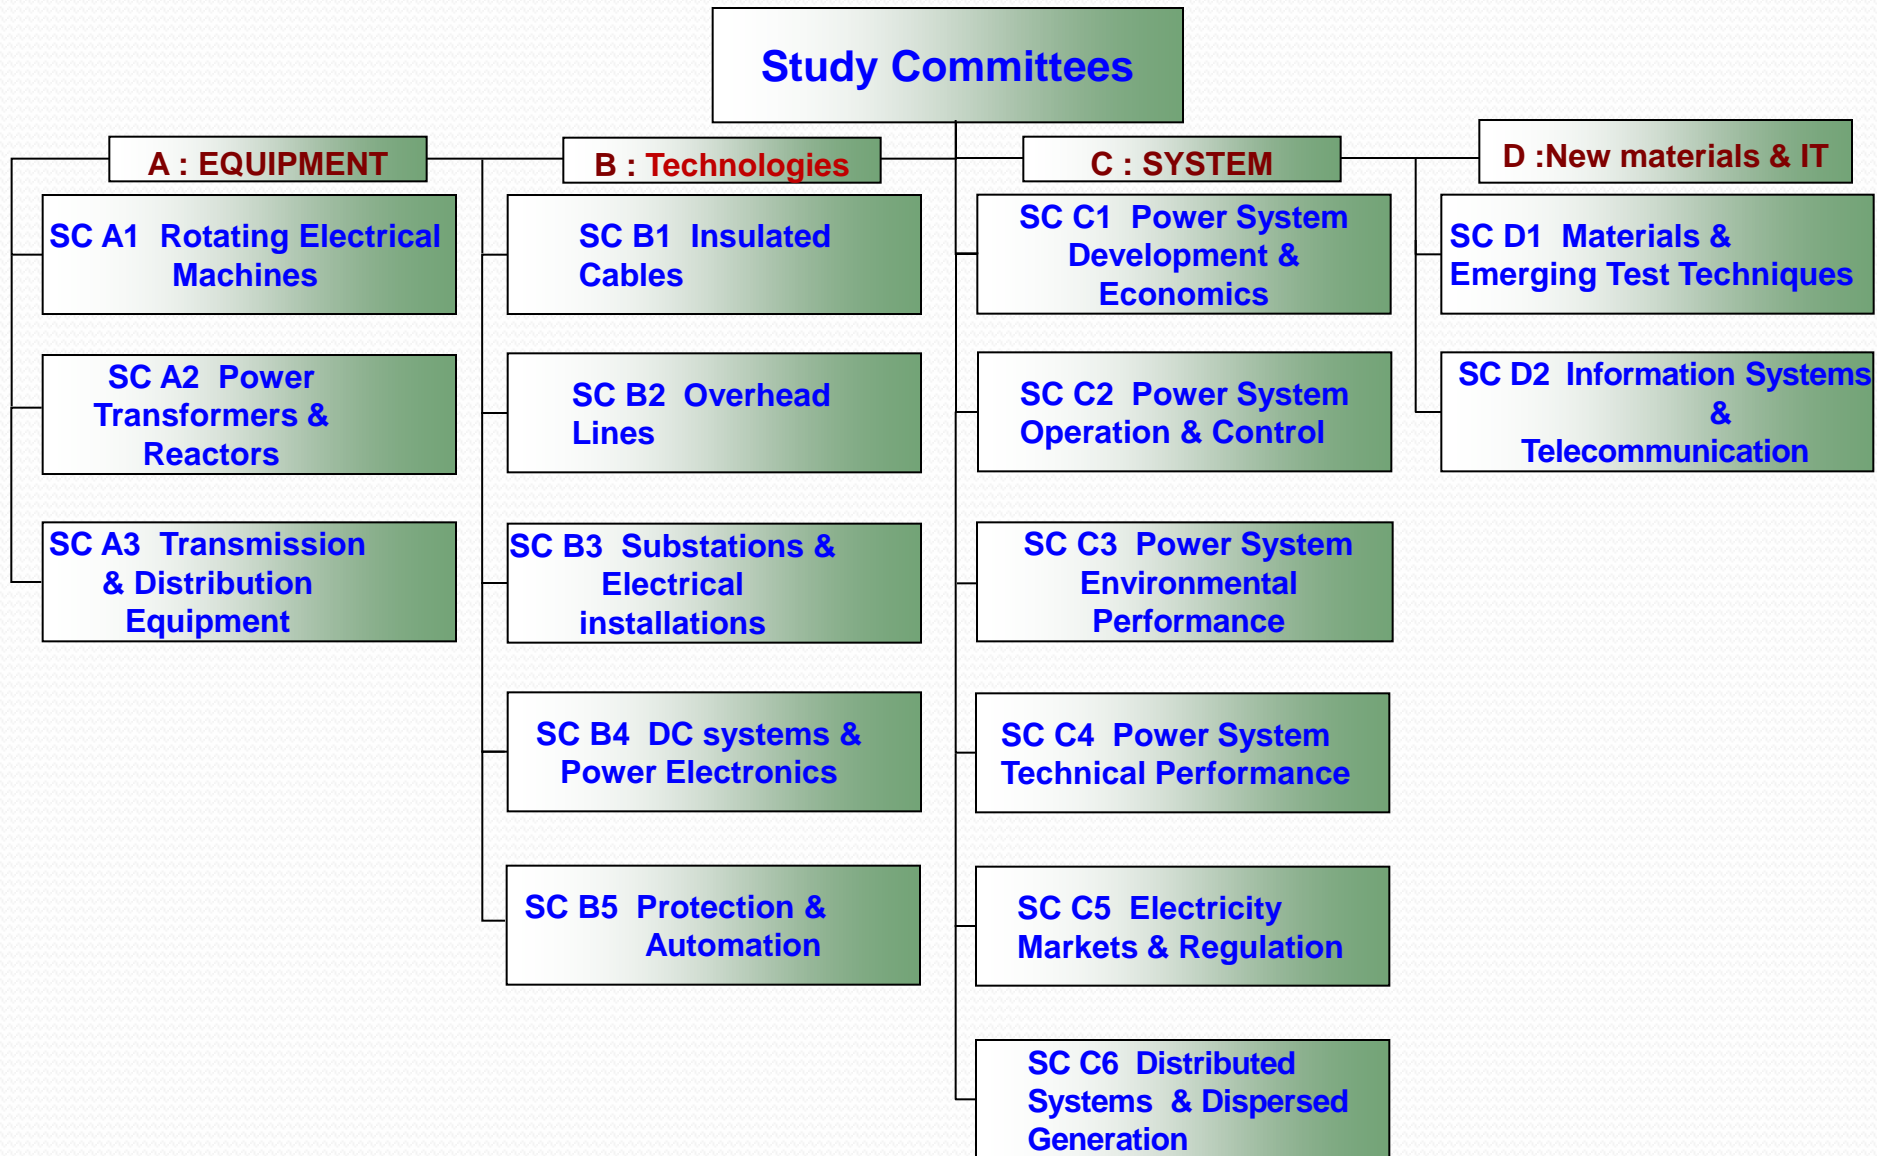 Study Committees
A : EQUIPMENT
SC A1 Rotating Electrical
Machines
SC A2 Power
Transformers &
Reactors
SC A3 Transmission
& Distribution
Equipment
B : Technologies
SC B1 Insulated
Cables
SC B2 Overhead
Lines
SC B3 Substations &
Electrical
installations
SC B4 DC systems &
Power Electronics
SC B5 Protection &
Automation
C : SYSTEM
SC C1 Power System
Development &
Economics
SC C2 Power System
Operation & Control
SC C3 Power System
Environmental
Performance
SC C4 Power System
Technical Performance
SC C5 Electricity
Markets & Regulation
SC C6 Distributed
Systems & Dispersed
Generation
D :New materials & IT
SC D1 Materials &
Emerging Test Techniques
SC D2 Information Systems
&
Telecommunication